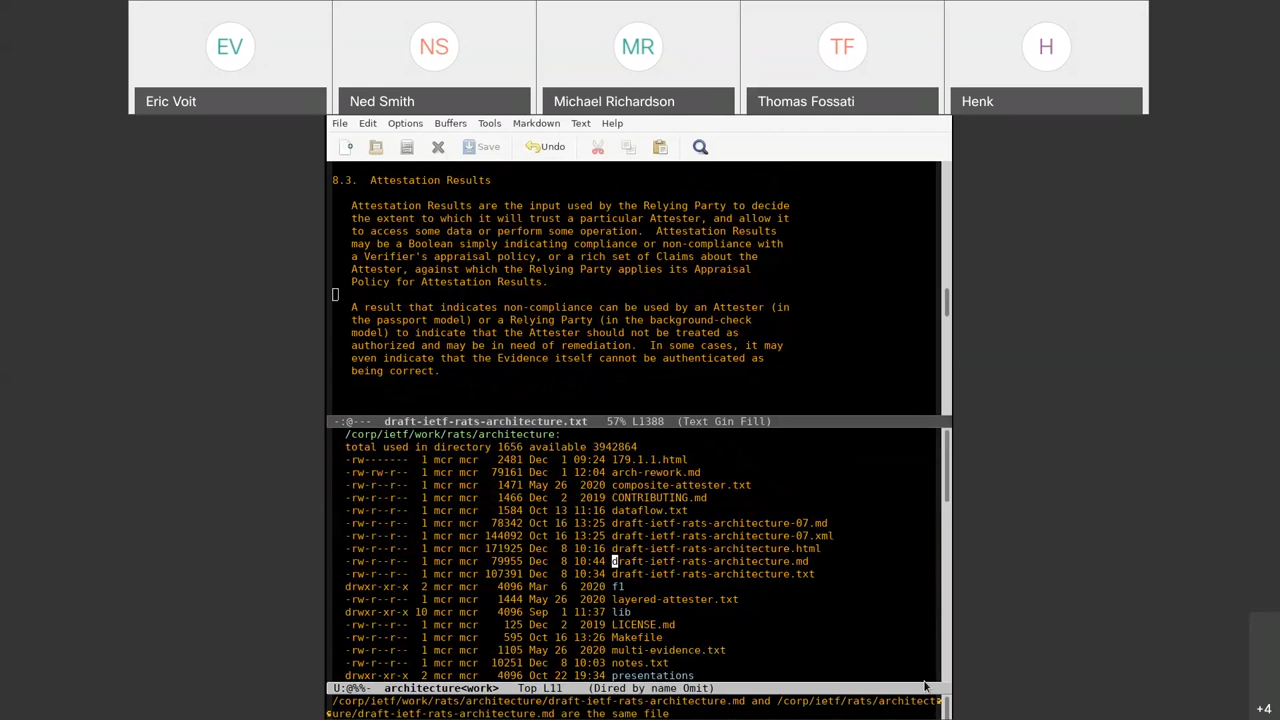 EV
NS
MR
TF
H
Eric Voit
Ned Smith
Michael Richardson
Thomas Fossati
Henk
File Edit Options Buffers Tools Markdown Text Help
Save Undo
8.3.  Attestation Results
Attestation Results are the input used by the Relying Party to decide
the extent to which it will trust a particular Attester, and allow it
to access some data or perform some operation.  Attestation Results
may be a Boolean simply indicating compliance or non-compliance with
a Verifier's appraisal policy, or a rich set of Claims about the
Attester, against which the Relying Party applies its Appraisal
Policy for Attestation Results.
A result that indicates non-compliance can be used by an Attester (in
the passport model) or a Relying Party (in the background-check
model) to indicate that the Attester should not be treated as
authorized and may be in need of remediation.  In some cases, it may
even indicate that the Evidence itself cannot be authenticated as
being correct.
-:@---  draft-ietf-rats-architecture.txt   57% L1388  (Text Gin Fill)
/corp/ietf/work/rats/architecture:
total used in directory 1656 available 3942864
-rw-------  1 mcr mcr   2481 Dec  1 09:24 179.1.1.html
-rw-rw-r--  1 mcr mcr  79161 Dec  1 12:04 arch-rework.md
-rw-r--r--  1 mcr mcr   1471 May 26  2020 composite-attester.txt
-rw-r--r--  1 mcr mcr   1466 Dec  2  2019 CONTRIBUTING.md
-rw-r--r--  1 mcr mcr   1584 Oct 13 11:16 dataflow.txt
-rw-r--r--  1 mcr mcr  78342 Oct 16 13:25 draft-ietf-rats-architecture-07.md
-rw-r--r--  1 mcr mcr 144092 Oct 16 13:25 draft-ietf-rats-architecture-07.xml
-rw-r--r--  1 mcr mcr 171925 Dec  8 10:16 draft-ietf-rats-architecture.html
-rw-r--r--  1 mcr mcr  79955 Dec  8 10:44 draft-ietf-rats-architecture.md
-rw-r--r--  1 mcr mcr 107391 Dec  8 10:34 draft-ietf-rats-architecture.txt
drwxr-xr-x  2 mcr mcr   4096 Mar  6  2020 f1
-rw-r--r--  1 mcr mcr   1444 May 26  2020 layered-attester.txt
drwxr-xr-x 10 mcr mcr   4096 Sep  1 11:37 lib
-rw-r--r--  1 mcr mcr    125 Dec  2  2019 LICENSE.md
-rw-r--r--  1 mcr mcr    595 Oct 16 13:26 Makefile
-rw-r--r--  1 mcr mcr   1105 May 26  2020 multi-evidence.txt
-rw-r--r--  1 mcr mcr  10251 Dec  8 10:03 notes.txt
drwxr-xr-x  2 mcr mcr   4096 Oct 22 19:34 presentations
U:@%%-  architecture<work>   Top L11    (Dired by name Omit)
/corp/ietf/work/rats/architecture/draft-ietf-rats-architecture.md and /corp/ietf/rats/architect
ure/draft-ietf-rats-architecture.md are the same file
+4